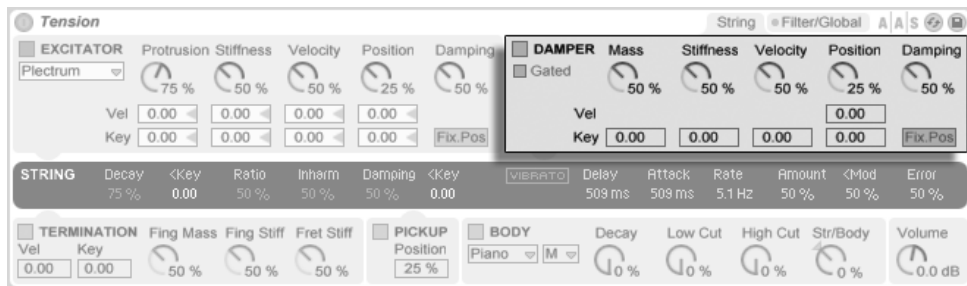 Tension String Filter/Global A A S
EXCITATOR Protrusion Stiffness Velocity Position Damping
Plectrum 75 % 50 % 50 % 25 % 50 %
Vel 0.00 0.00 0.00 0.00
Key 0.00 0.00 0.00 0.00 Fix.Pos
DAMPER Mass Stiffness Velocity Position Damping
Gated 50 % 50 % 50 % 25 % 50 %
Vel 0.00
Key 0.00 0.00 0.00 0.00 Fix.Pos
STRING Decay <Key Ratio Inharm Damping <Key VIBRATO Delay Attack Rate Amount <Mod Error
75 % 0.00 50 % 50 % 50 % 0.00 509 ms 509 ms 5.1 Hz 50 % 50 % 50 %
TERMINATION Fing Mass Fing Stiff Fret Stiff
Vel Key
0.00 0.00 50 % 50 % 50 %
PICKUP
Position
25 %
BODY Decay Low Cut High Cut Str/Body
Piano M 0 % 0 % 0 % 0 %
Volume
0.0 dB